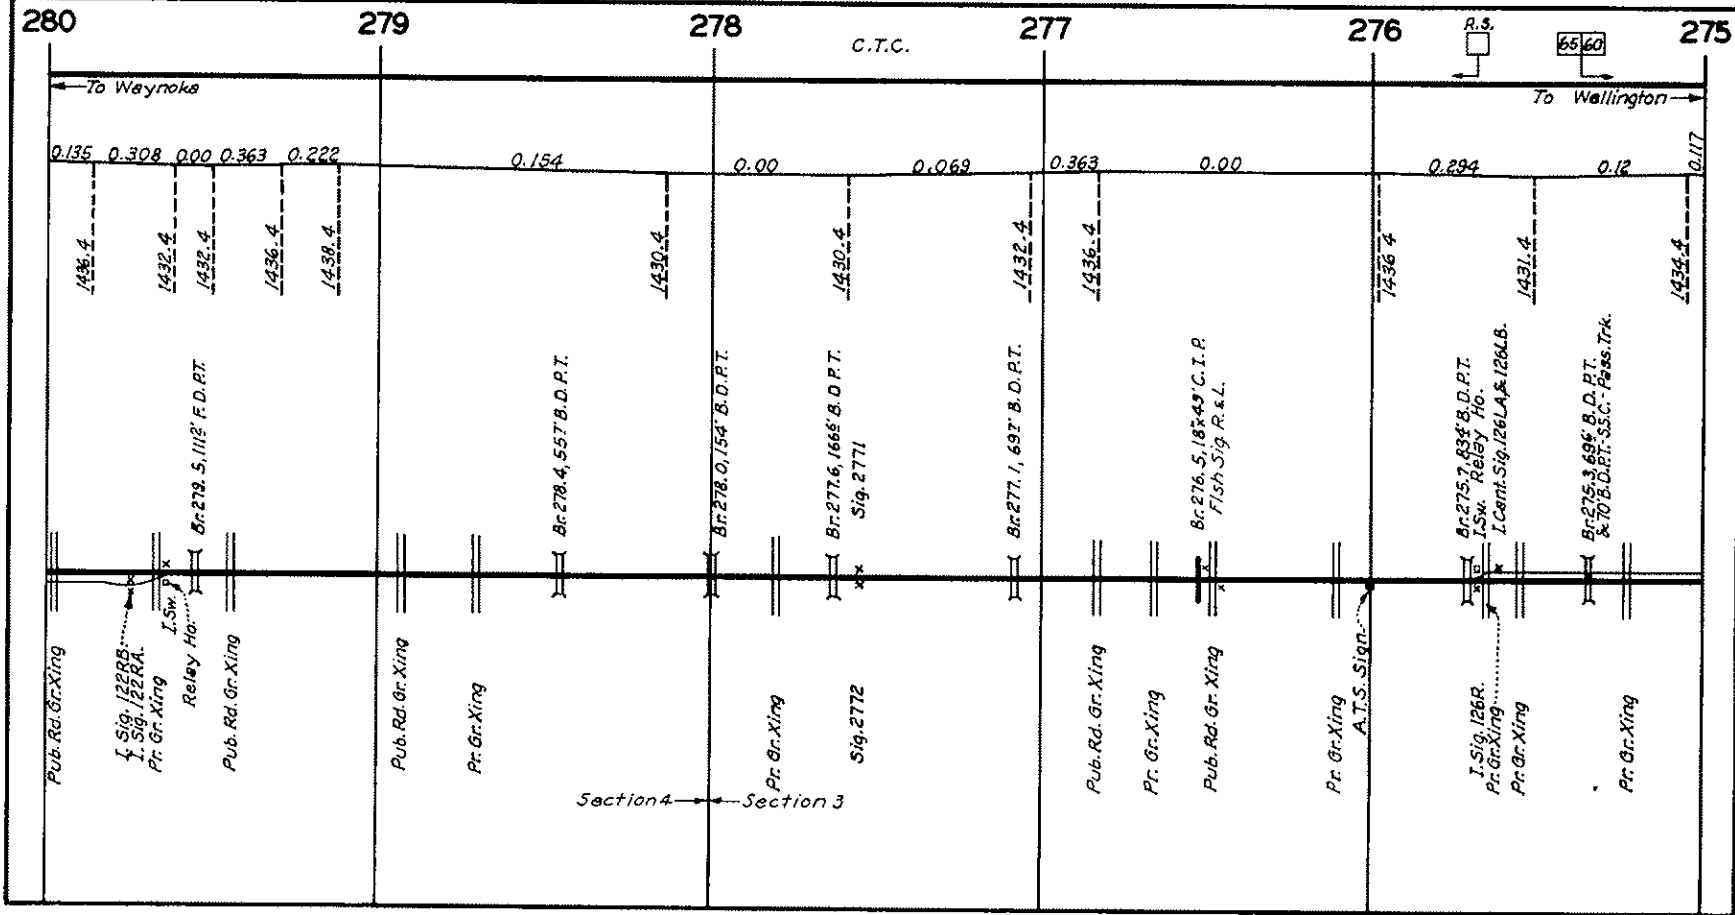 280 279 278 277 276 275
C.T.C.
R.S.
65 60
To Waynoka
To Wellington
0.135 0.308 0.00 0.363 0.222 0.154 0.00 0.069 0.363 0.00 0.294 0.12 0.117
1436.4
1432.4
1432.4
1436.4
1438.4
1430.4
1430.4
1432.4
1436.4
1436.4
1431.4
1434.4
Br. 279.5, 111² F.D.P.T.
Br. 278.4, 557' B.D.P.T.
Br. 278.0, 154' B.D.P.T.
Br. 277.6, 166⁶ B.D.P.T.
Sig. 2771
Br. 277.1, 697' B.D.P.T.
Br. 276.5, 18"x49' C.I.P.
Flsh Sig. R.&L.
Br. 275.7, 834' B.D.P.T.
I.Sw. Relay Ho.
I.Cant.Sig.126LA,&126LB.
Br. 275.3, 696' B.D.P.T.
&70' B.D.P.T. S.S.C.-Pass.Trk.
Pub. Rd. Gr. Xing
I. Sig. 122RB.
I. Sig. 122RA.
Pr. Gr. Xing
I. Sw.
Relay Ho.
Pub. Rd. Gr. Xing
Pub. Rd. Gr. Xing
Pr. Gr. Xing
Pr. Gr. Xing
Sig. 2772
Pub. Rd. Gr. Xing
Pr. Gr. Xing
Pub. Rd. Gr. Xing
Pr. Gr. Xing
A.T.S. Sign
I. Sig. 126R.
Pr. Gr. Xing
Pr. Gr. Xing
Pr. Gr. Xing
Section 4 Section 3